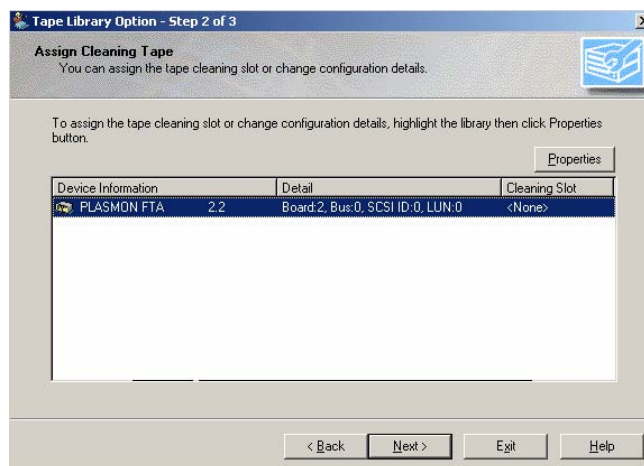 Tape Library Option - Step 2 of 3
Assign Cleaning Tape
You can assign the tape cleaning slot or change configuration details.
To assign the tape cleaning slot or change configuration details, highlight the library then click Properties
button.
Properties
Device Information Detail Cleaning Slot
PLASMON FTA 2.2 Board:2, Bus:0, SCSI ID:0, LUN:0 <None>
< Back Next > Exit Help